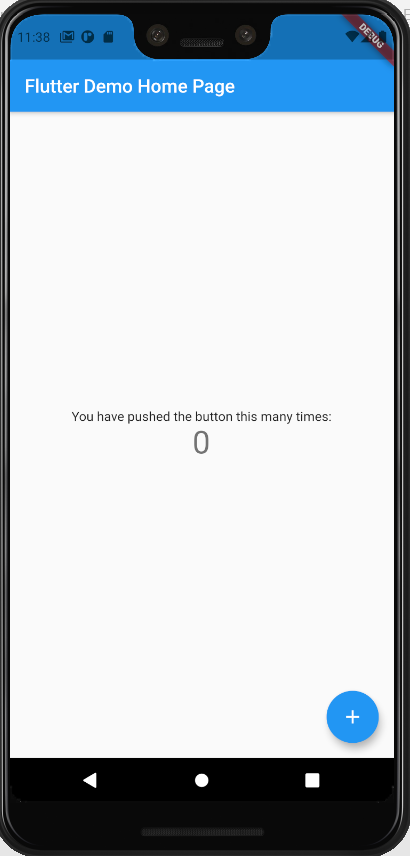 11:38
DEBUG
Flutter Demo Home Page
You have pushed the button this many times:
0